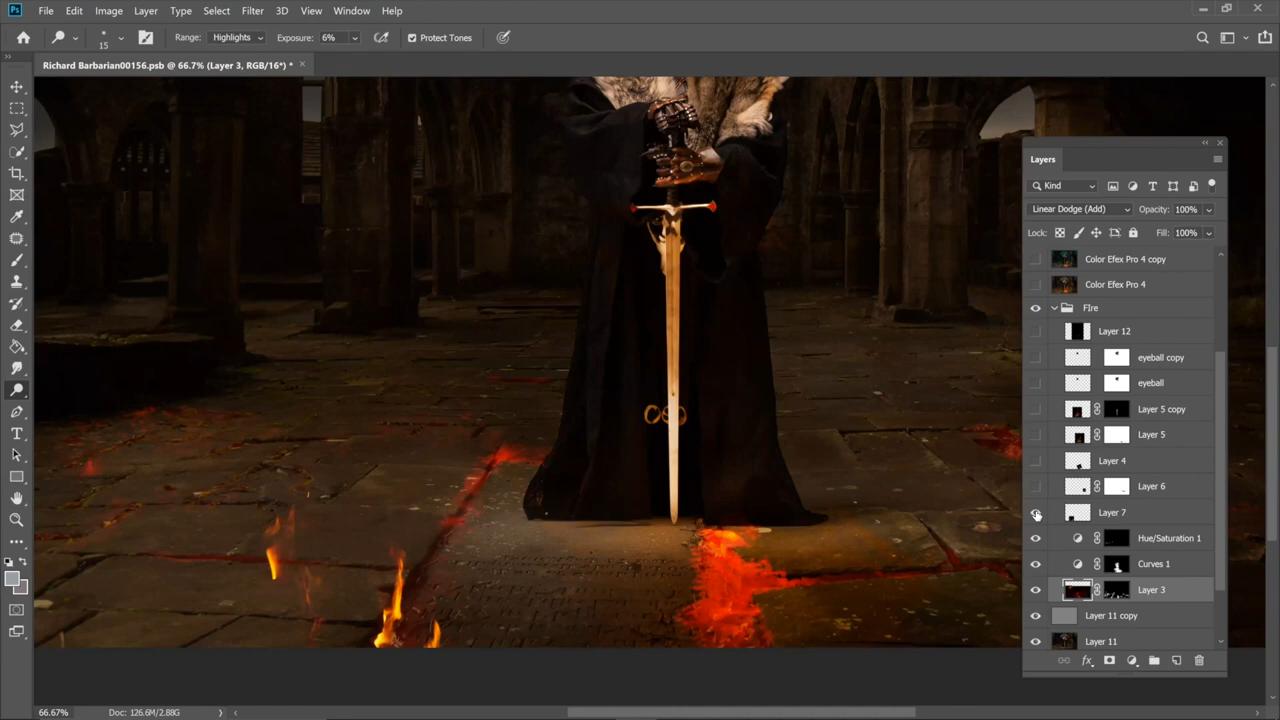 Ps File Edit Image Layer Type Select Filter 3D View Window Help
15 Range: Highlights Exposure: 6% Protect Tones
Richard Barbarian00156.psb @ 66.7% (Layer 3, RGB/16*) *
Layers
Kind
Linear Dodge (Add) Opacity: 100%
Lock: Fill: 100%
Color Efex Pro 4 copy
Color Efex Pro 4
FIre
Layer 12
eyeball copy
eyeball
Layer 5 copy
Layer 5
Layer 4
Layer 6
Layer 7
Hue/Saturation 1
Curves 1
Layer 3
Layer 11 copy
Layer 11
fx
66.67% Doc: 126.6M/2.88G